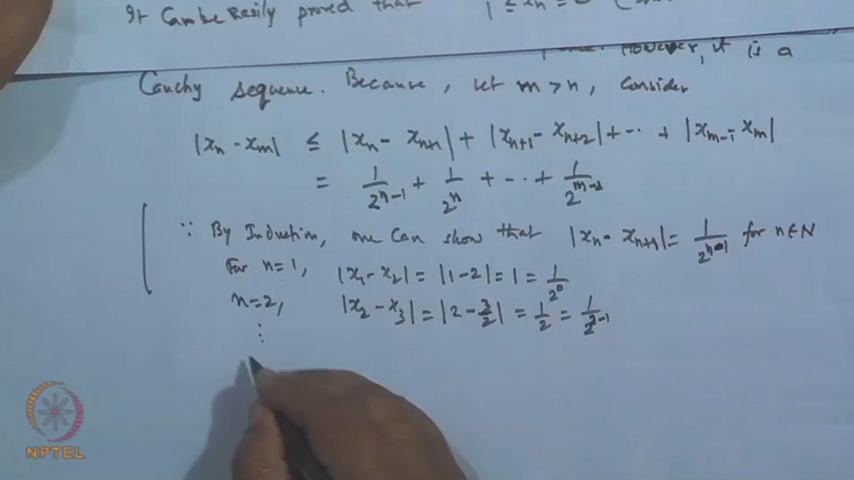 It can be easily proved that 1 ≤ xn ≤ 2
However, it is a
Cauchy sequence. Because, let m > n, consider
|xn - xm| ≤ |xn - xn+1| + |xn+1 - xn+2| + ... + |xm-1 - xm|
= 1/2^(n-1) + 1/2^n + ... + 1/2^(m-2)
∵ By Induction, one can show that |xn - xn+1| = 1/2^(n-1) for n∈N
For n=1, |x1 - x2| = |1-2| = 1 = 1/2^0
n=2, |x2 - x3| = |2 - 3/2| = 1/2 = 1/2^(2-1)
⋮
NPTEL